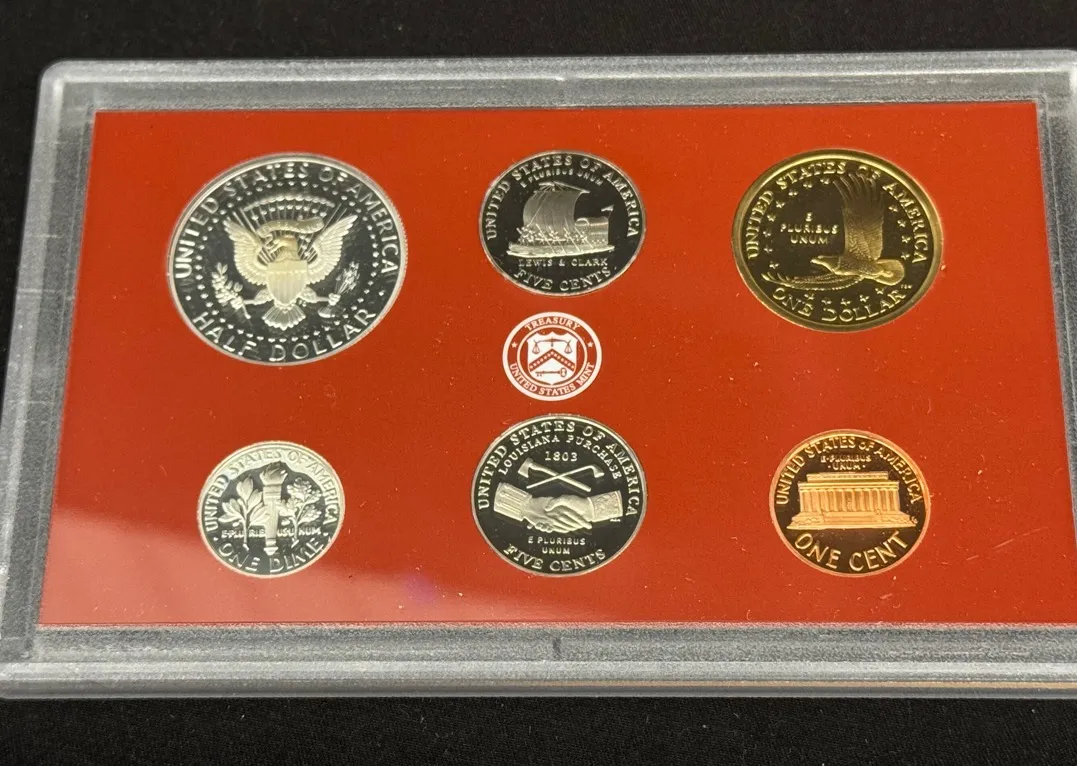 UNITED STATES OF AMERICA
HALF DOLLAR
UNITED STATES OF AMERICA
E PLURIBUS UNUM
LEWIS & CLARK
FIVE CENTS
UNITED STATES OF AMERICA
E
PLURIBUS
UNUM
ONE DOLLAR
TREASURY
UNITED STATES MINT
UNITED STATES OF AMERICA
E PLURIBUS UNUM
ONE DIME
UNITED STATES OF AMERICA
LOUISIANA PURCHASE
1803
E PLURIBUS
UNUM
FIVE CENTS
UNITED STATES OF AMERICA
E·PLURIBUS
·UNUM·
ONE CENT